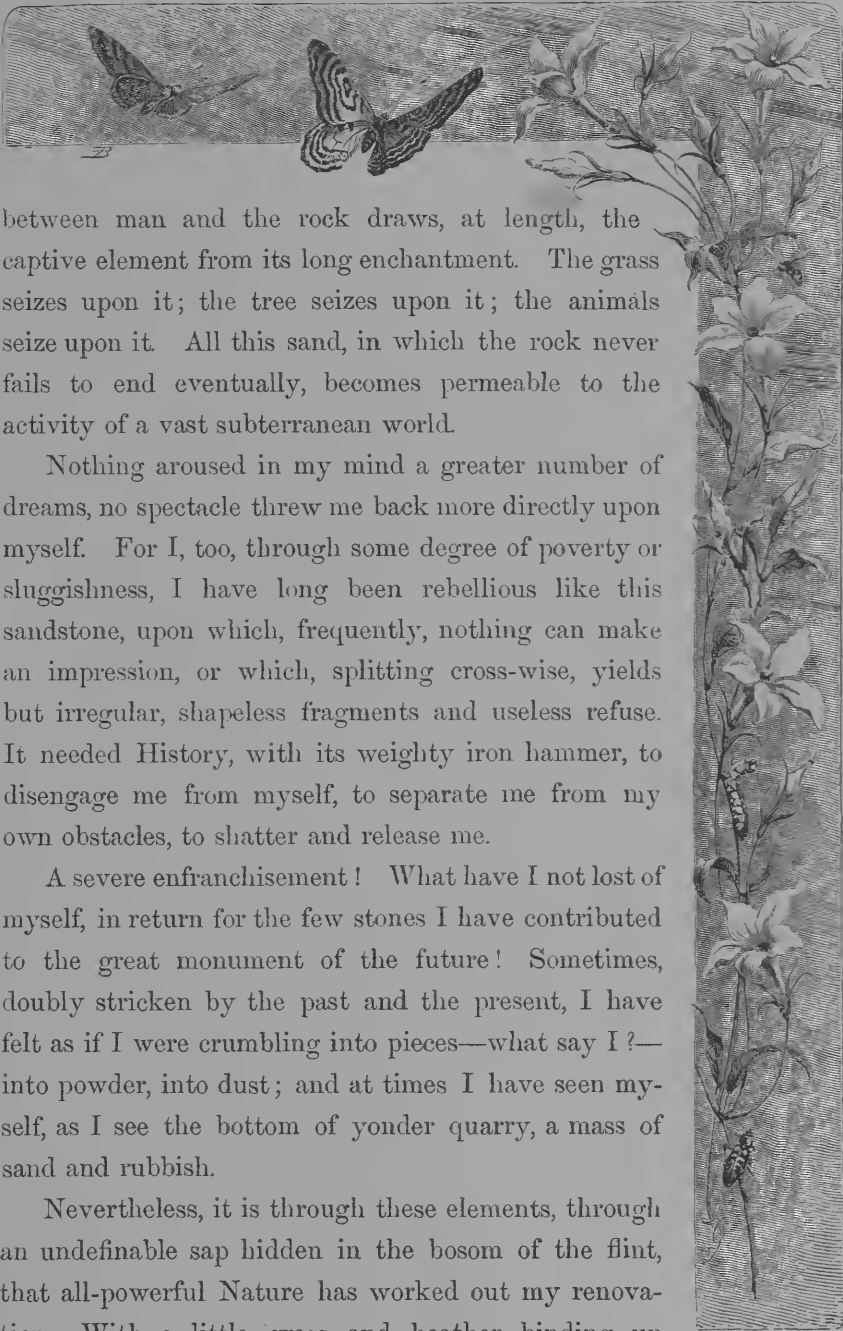 between man and the rock draws, at length, the
captive element from its long enchantment. The grass
seizes upon it; the tree seizes upon it; the animals
seize upon it. All this sand, in which the rock never
fails to end eventually, becomes permeable to the
activity of a vast subterranean world.
Nothing aroused in my mind a greater number of
dreams, no spectacle threw me back more directly upon
myself. For I, too, through some degree of poverty or
sluggishness, I have long been rebellious like this
sandstone, upon which, frequently, nothing can make
an impression, or which, splitting cross-wise, yields
but irregular, shapeless fragments and useless refuse.
It needed History, with its weighty iron hammer, to
disengage me from myself, to separate me from my
own obstacles, to shatter and release me.
A severe enfranchisement! What have I not lost of
myself, in return for the few stones I have contributed
to the great monument of the future! Sometimes,
doubly stricken by the past and the present, I have
felt as if I were crumbling into pieces—what say I?—
into powder, into dust; and at times I have seen my-
self, as I see the bottom of yonder quarry, a mass of
sand and rubbish.
Nevertheless, it is through these elements, through
an undefinable sap hidden in the bosom of the flint,
that all-powerful Nature has worked out my renova-
With a little grass and heather binding up